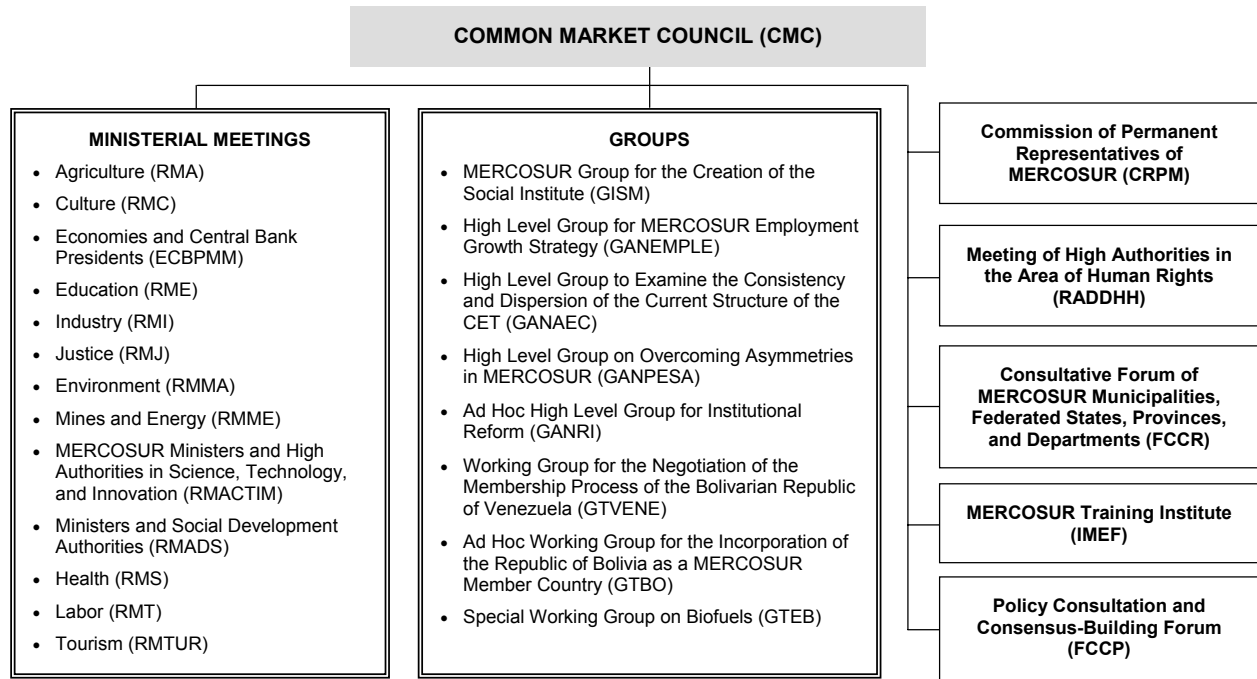 COMMON MARKET COUNCIL (CMC)
MINISTERIAL MEETINGS
• Agriculture (RMA)
• Culture (RMC)
• Economies and Central Bank
Presidents (ECBPMM)
• Education (RME)
• Industry (RMI)
• Justice (RMJ)
• Environment (RMMA)
• Mines and Energy (RMME)
• MERCOSUR Ministers and High
Authorities in Science, Technology,
and Innovation (RMACTIM)
• Ministers and Social Development
Authorities (RMADS)
• Health (RMS)
• Labor (RMT)
• Tourism (RMTUR)
GROUPS
• MERCOSUR Group for the Creation of the
Social Institute (GISM)
• High Level Group for MERCOSUR Employment
Growth Strategy (GANEMPLE)
• High Level Group to Examine the Consistency
and Dispersion of the Current Structure of the
CET (GANAEC)
• High Level Group on Overcoming Asymmetries
in MERCOSUR (GANPESA)
• Ad Hoc High Level Group for Institutional
Reform (GANRI)
• Working Group for the Negotiation of the
Membership Process of the Bolivarian Republic
of Venezuela (GTVENE)
• Ad Hoc Working Group for the Incorporation of
the Republic of Bolivia as a MERCOSUR
Member Country (GTBO)
• Special Working Group on Biofuels (GTEB)
Commission of Permanent
Representatives of
MERCOSUR (CRPM)
Meeting of High Authorities in
the Area of Human Rights
(RADDHH)
Consultative Forum of
MERCOSUR Municipalities,
Federated States, Provinces,
and Departments (FCCR)
MERCOSUR Training Institute
(IMEF)
Policy Consultation and
Consensus-Building Forum
(FCCP)